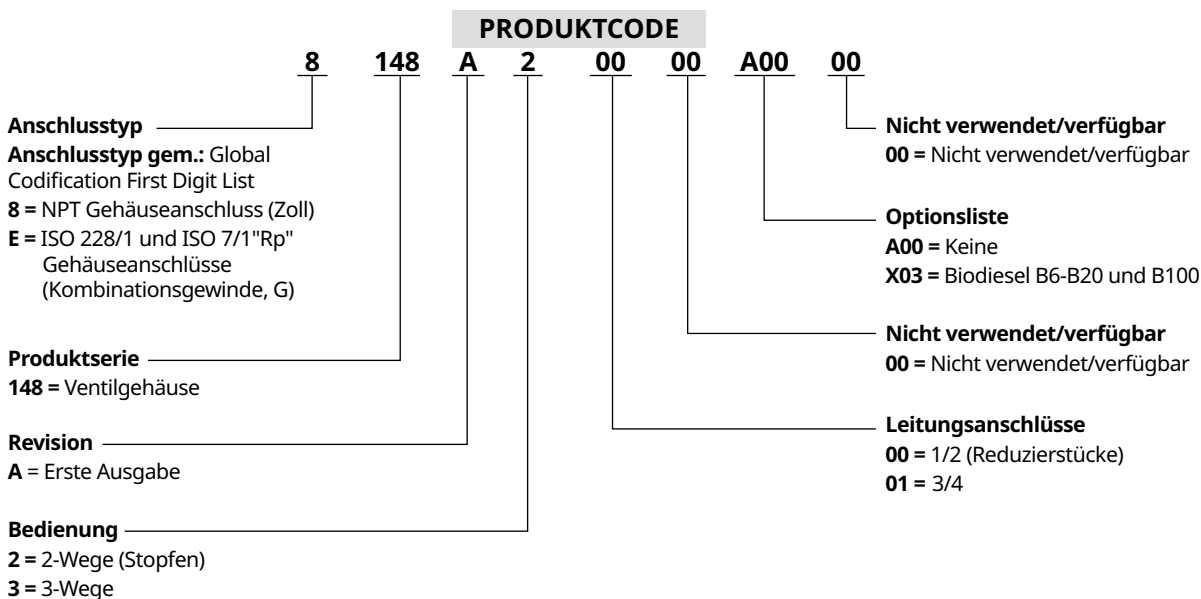 PRODUKTCODE
8 148 A 2 00 00 A00 00
Anschlusstyp
Anschlusstyp gem.: Global
Codification First Digit List
8 = NPT Gehäuseanschluss (Zoll)
E = ISO 228/1 und ISO 7/1"Rp"
Gehäuseanschlüsse
(Kombinationsgewinde, G)
Produktserie
148 = Ventilgehäuse
Revision
A = Erste Ausgabe
Bedienung
2 = 2-Wege (Stopfen)
3 = 3-Wege
Nicht verwendet/verfügbar
00 = Nicht verwendet/verfügbar
Optionsliste
A00 = Keine
X03 = Biodiesel B6-B20 und B100
Nicht verwendet/verfügbar
00 = Nicht verwendet/verfügbar
Leitungsanschlüsse
00 = 1/2 (Reduzierstücke)
01 = 3/4